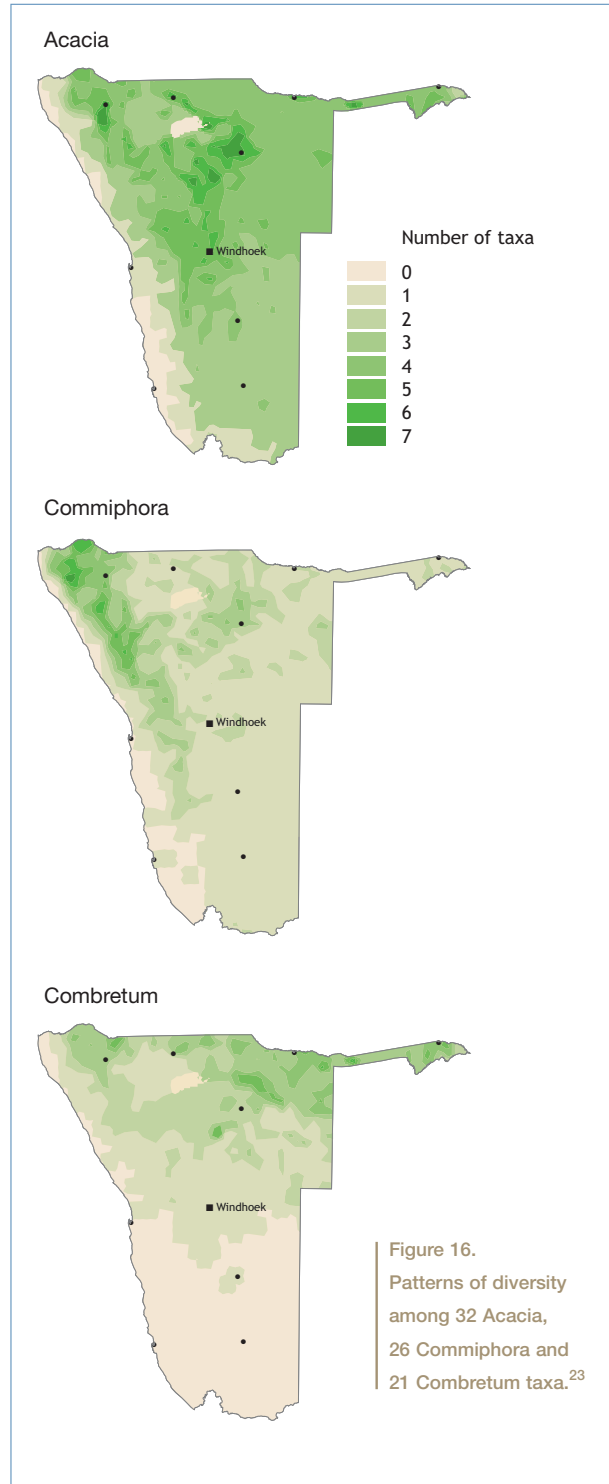 Acacia
Windhoek
Number of taxa
0
1
2
3
4
5
6
7
Commiphora
Windhoek
Combretum
Windhoek
Figure 16.
Patterns of diversity
among 32 Acacia,
26 Commiphora and
21 Combretum taxa.23